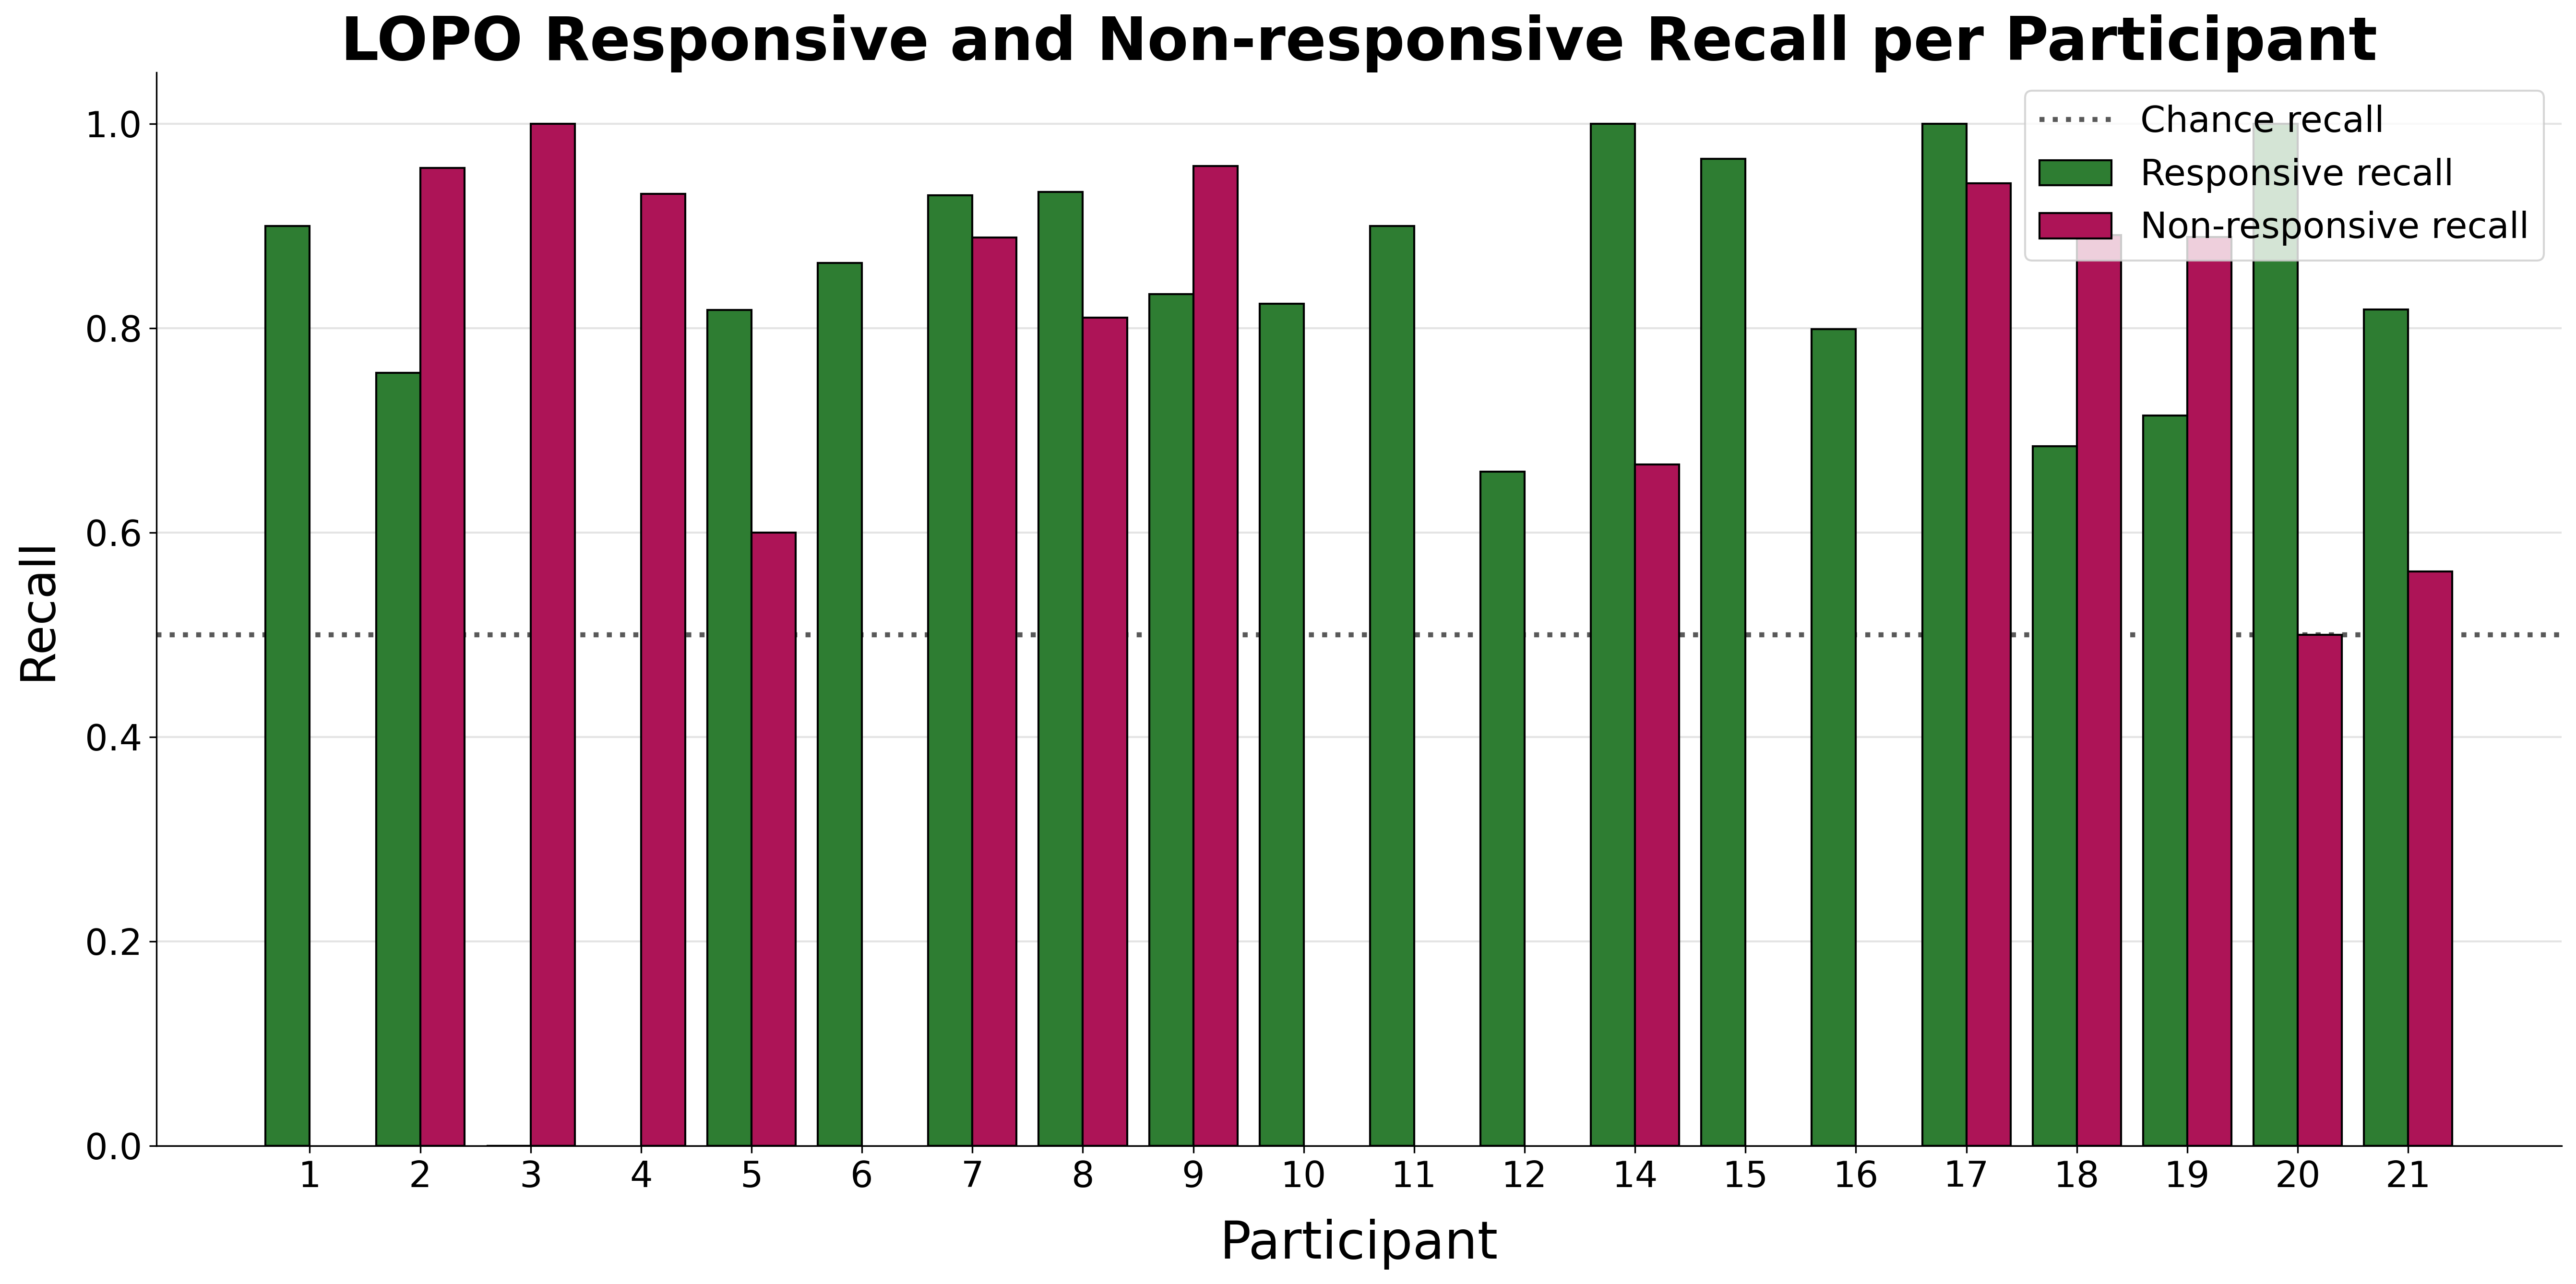 LOPO Responsive and Non-responsive Recall per Participant
Chance recall
Responsive recall
Non-responsive recall
Recall
1.0
0.8
0.6
0.4
0.2
0.0
1 2 3 4 5 6 7 8 9 10 11 12 14 15 16 17 18 19 20 21
Participant